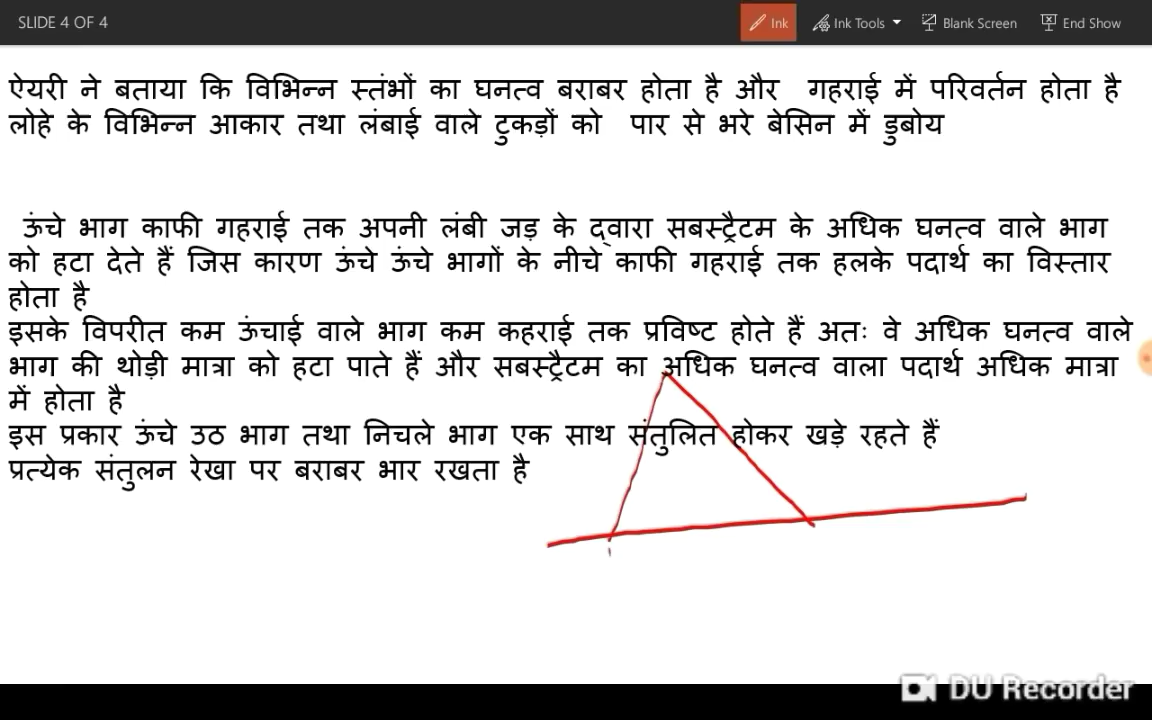 SLIDE 4 OF 4
Ink
Ink Tools
Blank Screen
End Show
ऐयरी ने बताया कि विभिन्न स्तंभों का घनत्व बराबर होता है और गहराई में परिवर्तन होता है
लोहे के विभिन्न आकार तथा लंबाई वाले टुकड़ों को पार से भरे बेसिन में डुबोय
ऊंचे भाग काफी गहराई तक अपनी लंबी जड़ के द्वारा सबस्ट्रैटम के अधिक घनत्व वाले भाग
को हटा देते हैं जिस कारण ऊंचे ऊंचे भागों के नीचे काफी गहराई तक हलके पदार्थ का विस्तार
होता है
इसके विपरीत कम ऊंचाई वाले भाग कम कहराई तक प्रविष्ट होते हैं अतः वे अधिक घनत्व वाले
भाग की थोड़ी मात्रा को हटा पाते हैं और सबस्ट्रैटम का अधिक घनत्व वाला पदार्थ अधिक मात्रा
में होता है
इस प्रकार ऊंचे उठ भाग तथा निचले भाग एक साथ संतुलित होकर खड़े रहते हैं
प्रत्येक संतुलन रेखा पर बराबर भार रखता है
DU Recorder